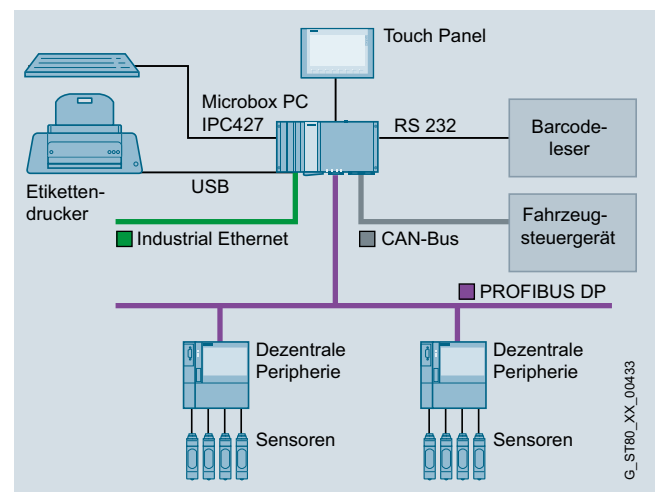 Touch Panel
Microbox PC
IPC427
RS 232
Barcode-
leser
USB
Etiketten-
drucker
Industrial Ethernet
CAN-Bus
Fahrzeug-
steuergerät
PROFIBUS DP
Dezentrale
Peripherie
Dezentrale
Peripherie
Sensoren
Sensoren
G_ST80_XX_00433